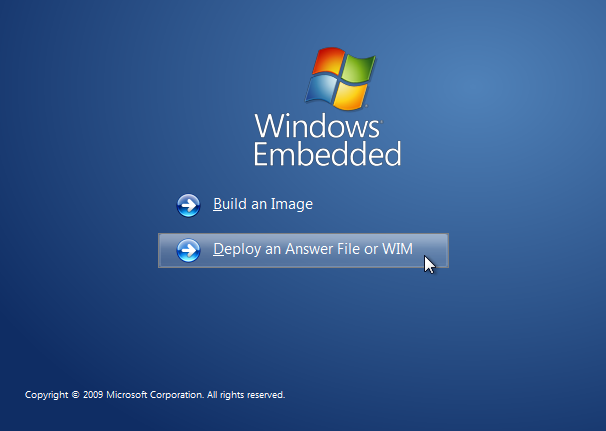 Windows
Embedded
Build an Image
Deploy an Answer File or WIM
Copyright © 2009 Microsoft Corporation. All rights reserved.